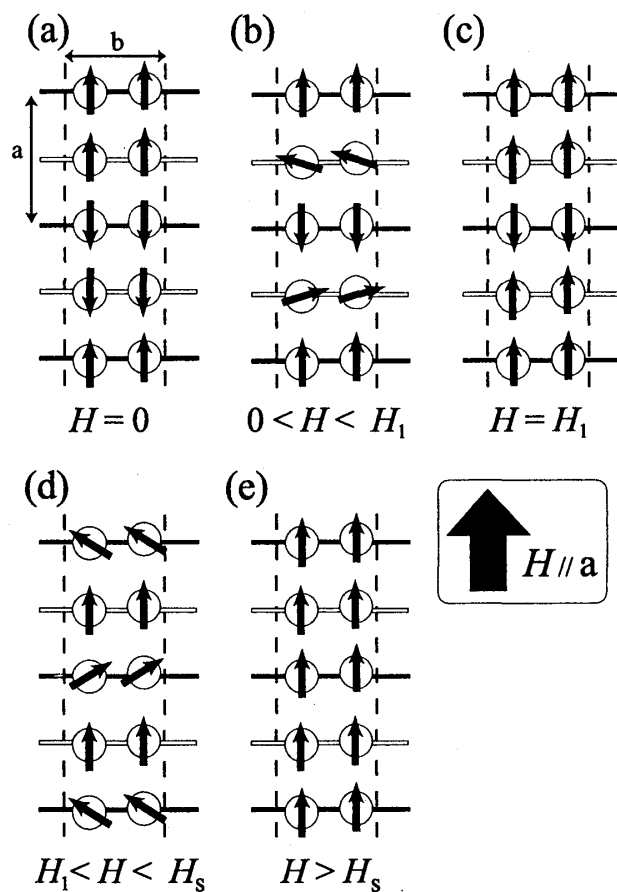 (a)
b
a
H = 0
(b)
0 < H < H₁
(c)
H = H₁
(d)
H₁ < H < Hₛ
(e)
H > Hₛ
H // a